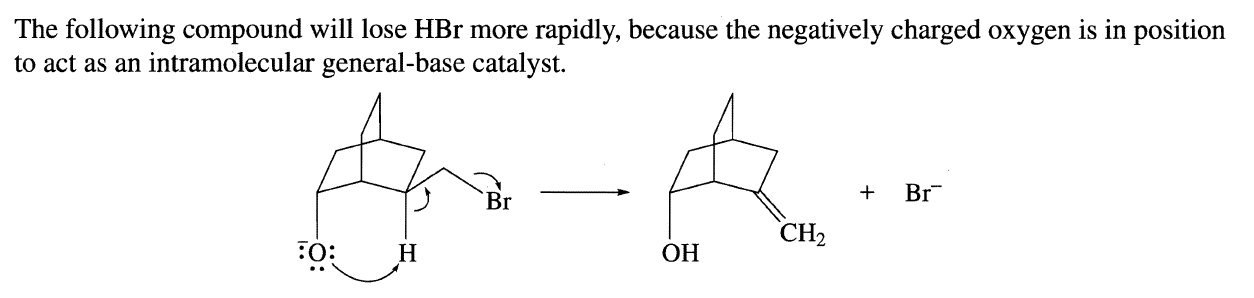 The following compound will lose HBr more rapidly, because the negatively charged oxygen is in position
to act as an intramolecular general-base catalyst.
Br
+ Br⁻
CH₂
⁻:O: H
OH